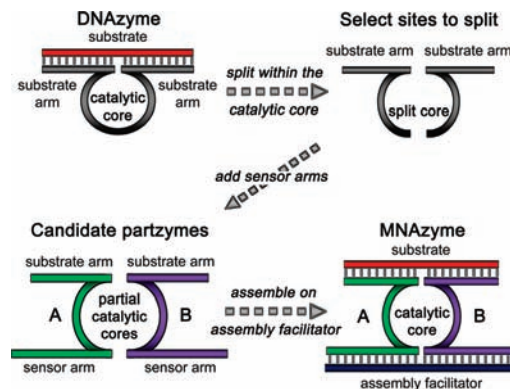 DNAzyme
substrate
substrate arm
catalytic core
substrate arm
split within the
catalytic core
Select sites to split
substrate arm substrate arm
split core
add sensor arms
Candidate partzymes
substrate arm substrate arm
A
partial
catalytic
cores
B
sensor arm
sensor arm
assemble on
assembly facilitator
MNAzyme
substrate
A
catalytic
core
B
assembly facilitator